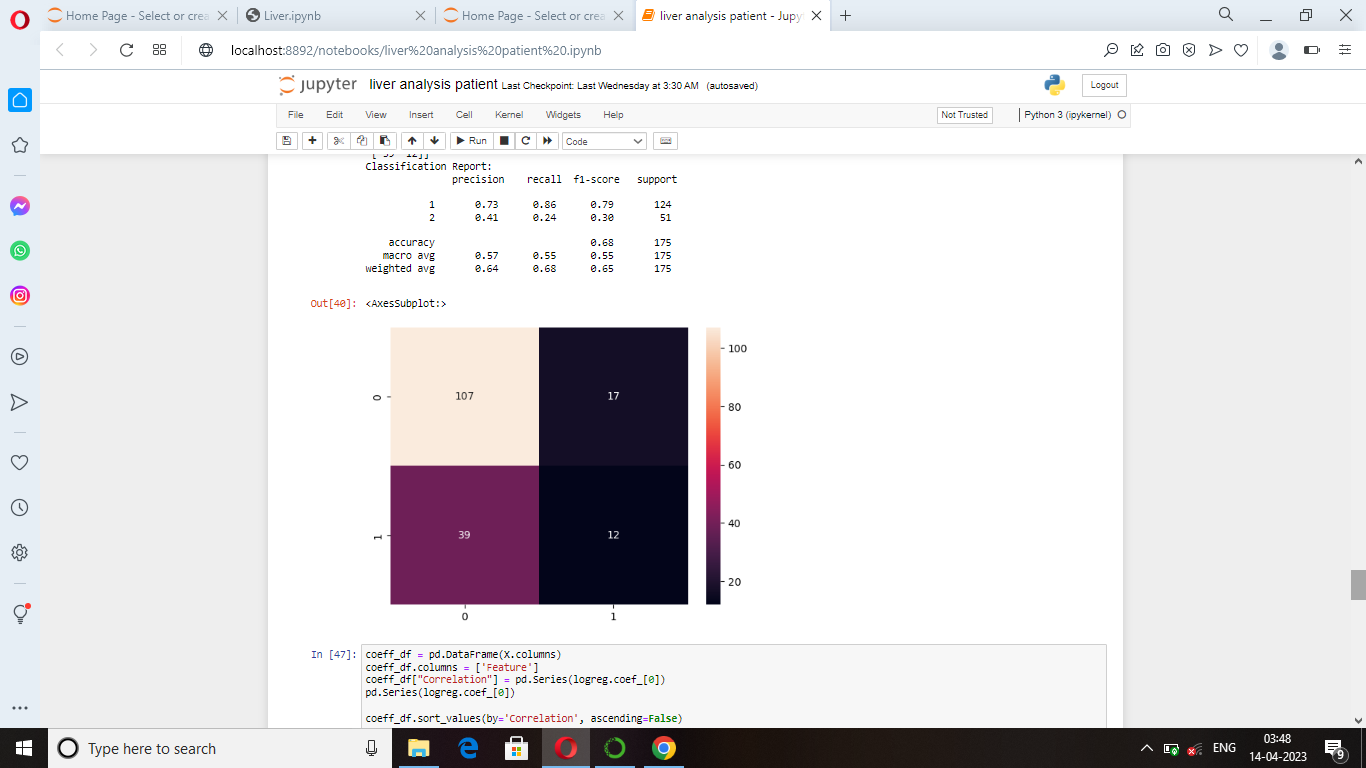 Home Page - Select or crea
Liver.ipynb
Home Page - Select or crea
liver analysis patient - Jupy
localhost:8892/notebooks/liver%20analysis%20patient%20.ipynb
jupyter liver analysis patient Last Checkpoint: Last Wednesday at 3:30 AM (autosaved)
Logout
File Edit View Insert Cell Kernel Widgets Help
Not Trusted
Python 3 (ipykernel)
Run
Code
Classification Report:
precision recall f1-score support
1 0.73 0.86 0.79 124
2 0.41 0.24 0.30 51
accuracy 0.68 175
macro avg 0.57 0.55 0.55 175
weighted avg 0.64 0.68 0.65 175
Out[40]: <AxesSubplot:>
100
80
60
40
20
0
107 17
1
39 12
0 1
In [47]: coeff_df = pd.DataFrame(X.columns)
coeff_df.columns = ['Feature']
coeff_df["Correlation"] = pd.Series(logreg.coef_[0])
pd.Series(logreg.coef_[0])
coeff_df.sort_values(by='Correlation', ascending=False)
Type here to search
ENG
03:48
14-04-2023
9